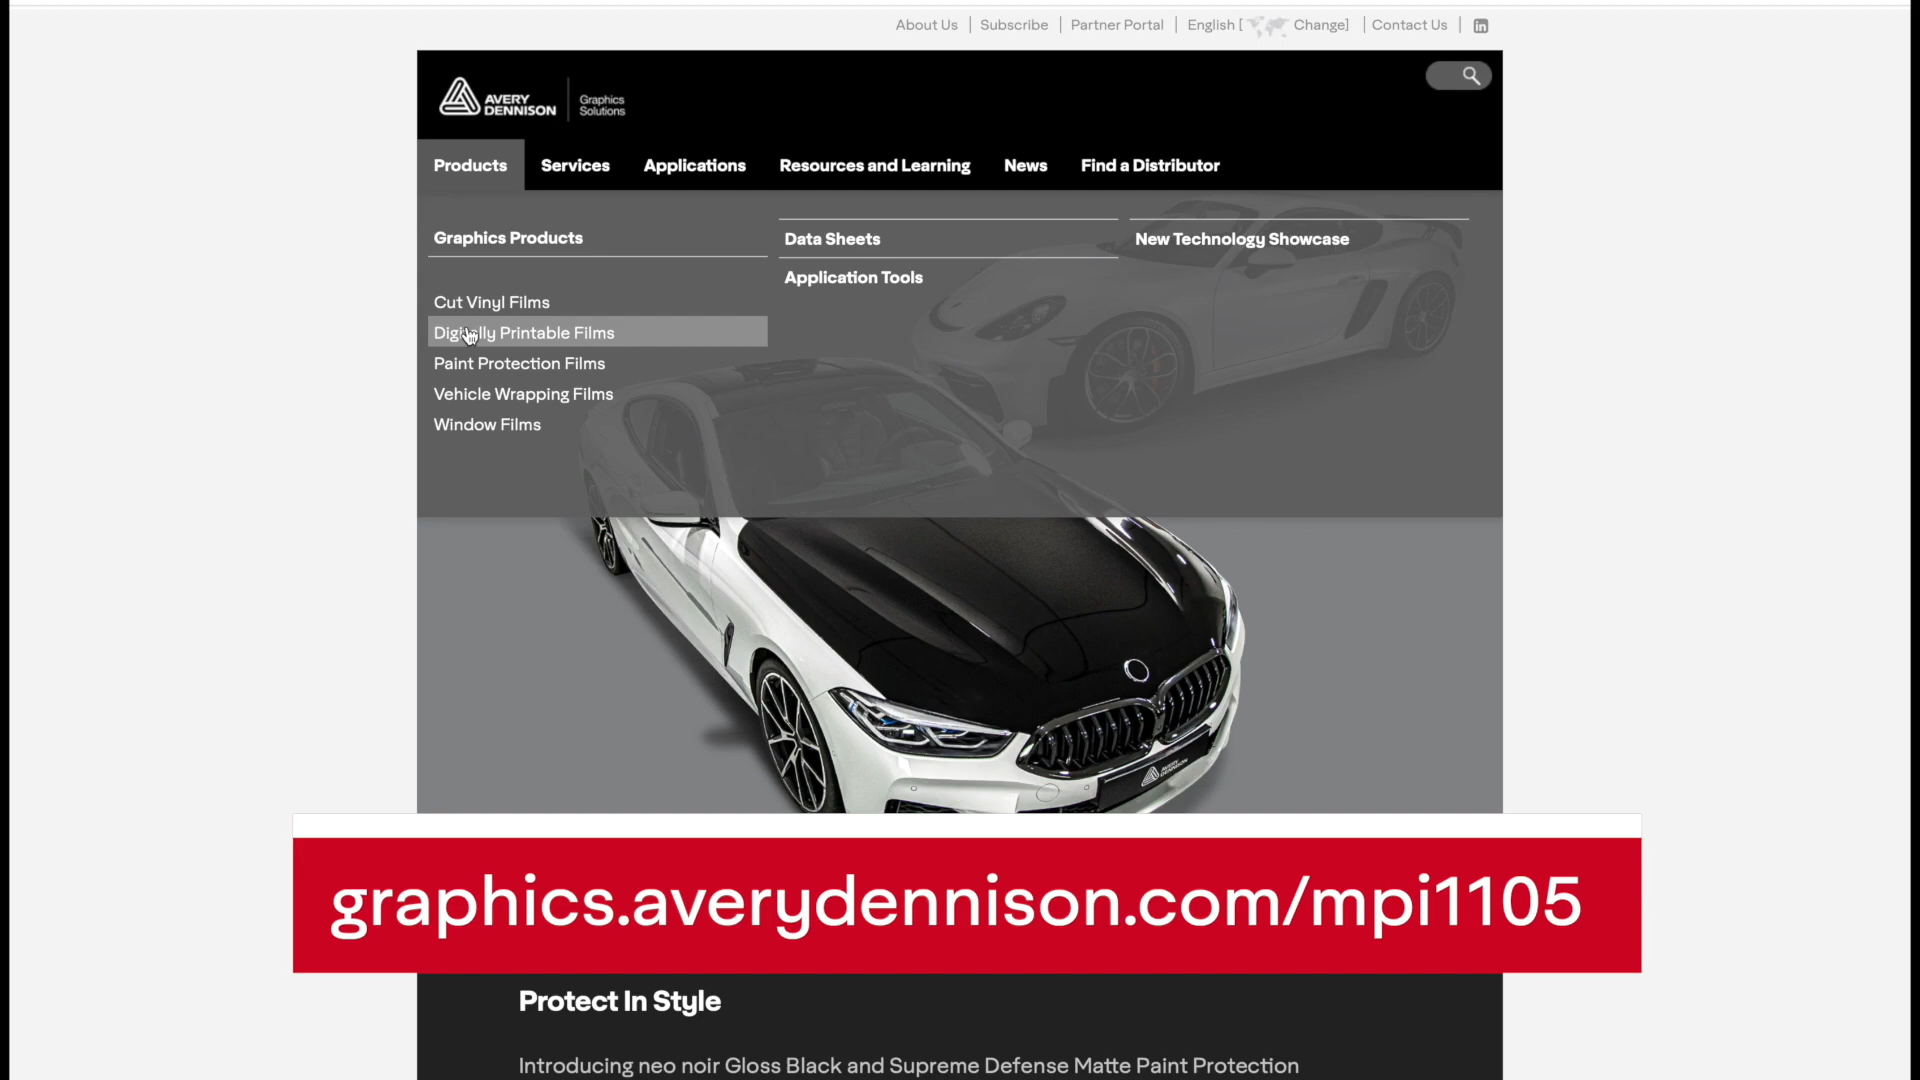 About Us | Subscribe | Partner Portal | English [ Change] | Contact Us | in
AVERY DENNISON
Graphics Solutions
Products Services Applications Resources and Learning News Find a Distributor
Graphics Products
Cut Vinyl Films
Digitally Printable Films
Paint Protection Films
Vehicle Wrapping Films
Window Films
Data Sheets
Application Tools
New Technology Showcase
AVERY DENNISON
graphics.averydennison.com/mpi1105
Protect In Style
Introducing neo noir Gloss Black and Supreme Defense Matte Paint Protection